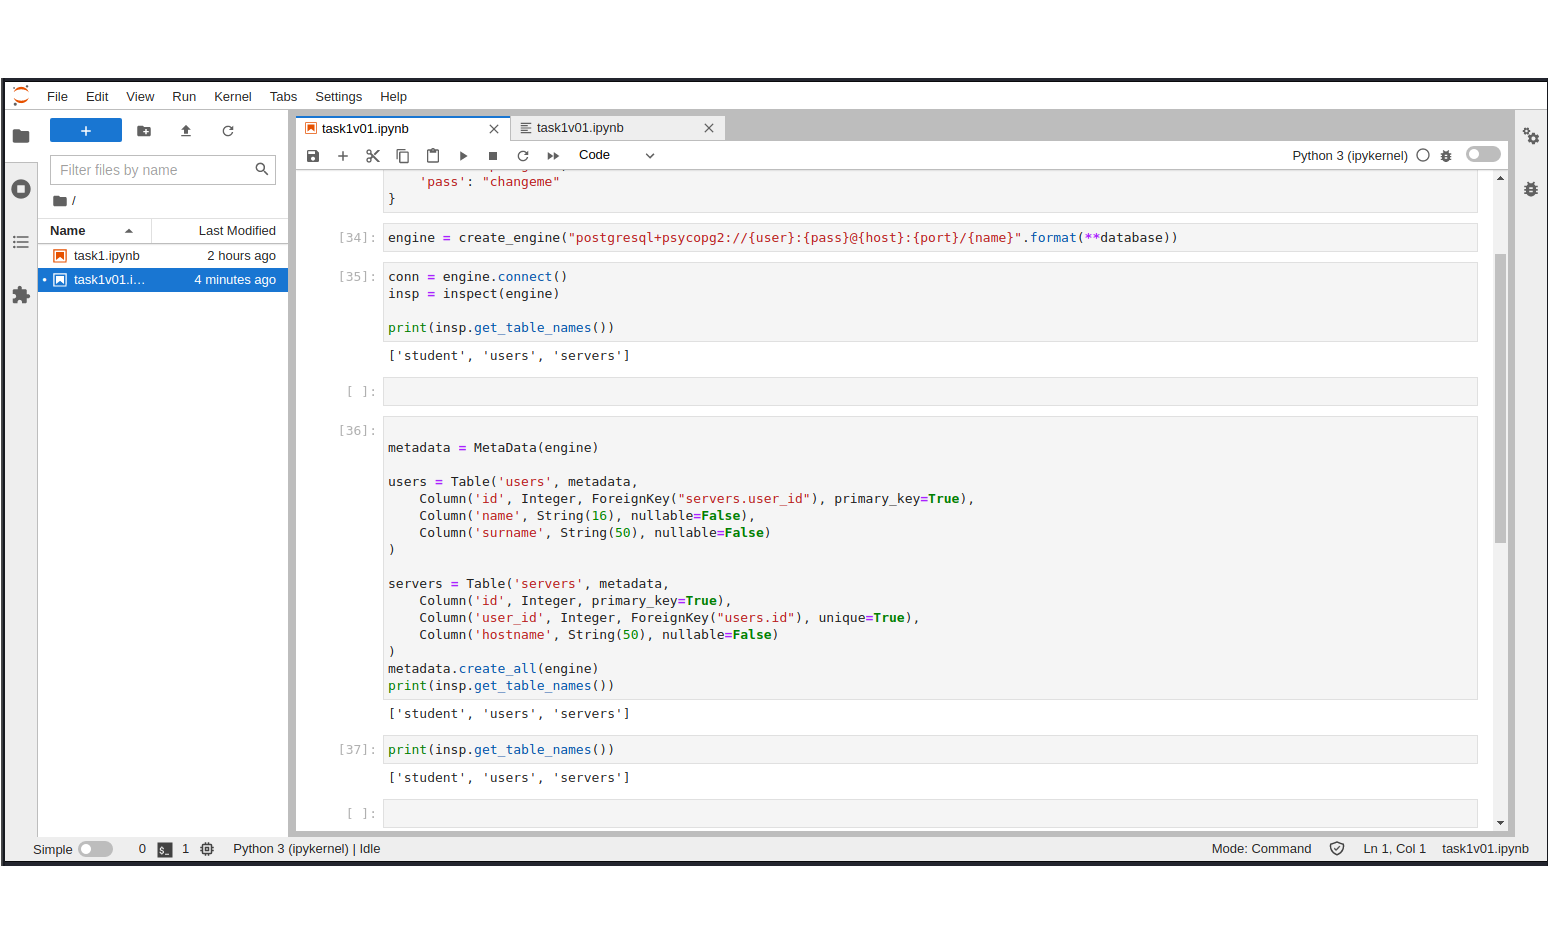 File Edit View Run Kernel Tabs Settings Help
task1v01.ipynb
task1v01.ipynb
Filter files by name
Code
Python 3 (ipykernel)
/
Name Last Modified
task1.ipynb 2 hours ago
task1v01.i… 4 minutes ago
'pass': "changeme"
}
[34]: engine = create_engine("postgresql+psycopg2://{user}:{pass}@{host}:{port}/{name}".format(**database))
[35]: conn = engine.connect()
insp = inspect(engine)
print(insp.get_table_names())
['student', 'users', 'servers']
[ ]:
[36]:
metadata = MetaData(engine)
users = Table('users', metadata,
Column('id', Integer, ForeignKey("servers.user_id"), primary_key=True),
Column('name', String(16), nullable=False),
Column('surname', String(50), nullable=False)
)
servers = Table('servers', metadata,
Column('id', Integer, primary_key=True),
Column('user_id', Integer, ForeignKey("users.id"), unique=True),
Column('hostname', String(50), nullable=False)
)
metadata.create_all(engine)
print(insp.get_table_names())
['student', 'users', 'servers']
[37]: print(insp.get_table_names())
['student', 'users', 'servers']
[ ]:
Simple 0 $_ 1 Python 3 (ipykernel) | Idle Mode: Command Ln 1, Col 1 task1v01.ipynb